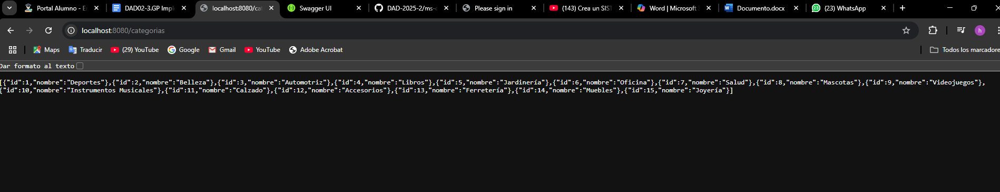 Portal Alumno - E
DAD02-3.GP Impl
localhost:8080/cat
Swagger UI
DAD-2025-2/ms-
Please sign in
(143) Crea un SIST
Word | Microsoft
Documento.docx
(23) WhatsApp
localhost:8080/categorias
h
Maps
Traducir
(29) YouTube
Google
Gmail
YouTube
Adobe Acrobat
Todos los marcadore
Dar formato al texto
[{"id":1,"nombre":"Deportes"},{"id":2,"nombre":"Belleza"},{"id":3,"nombre":"Automotriz"},{"id":4,"nombre":"Libros"},{"id":5,"nombre":"Jardinería"},{"id":6,"nombre":"Oficina"},{"id":7,"nombre":"Salud"},{"id":8,"nombre":"Mascotas"},{"id":9,"nombre":"Videojuegos"},
{"id":10,"nombre":"Instrumentos Musicales"},{"id":11,"nombre":"Calzado"},{"id":12,"nombre":"Accesorios"},{"id":13,"nombre":"Ferretería"},{"id":14,"nombre":"Muebles"},{"id":15,"nombre":"Joyería"}]